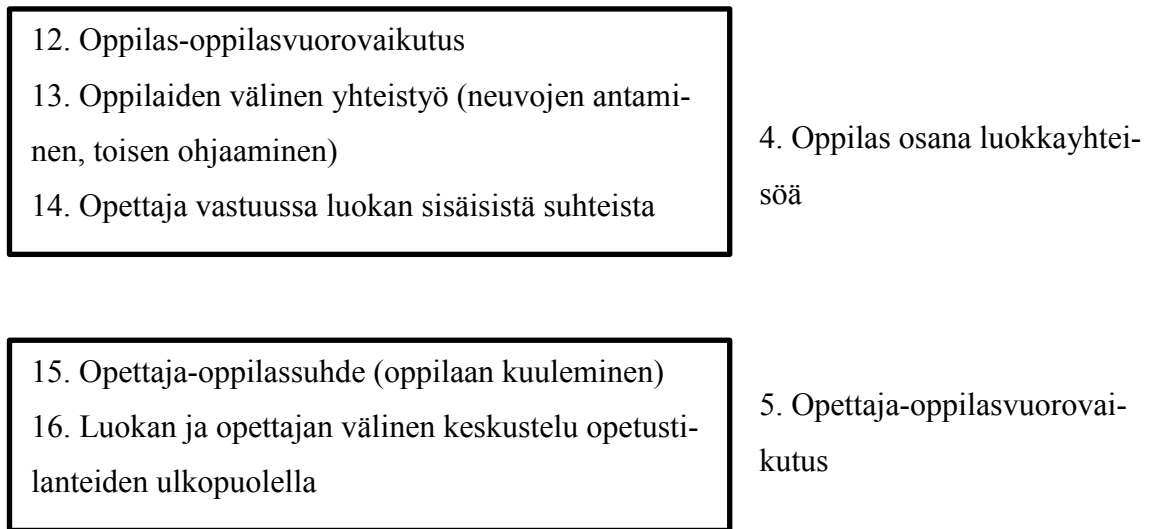 12. Oppilas-oppilasvuorovaikutus
13. Oppilaiden välinen yhteistyö (neuvojen antami-
nen, toisen ohjaaminen)
14. Opettaja vastuussa luokan sisäisistä suhteista
4. Oppilas osana luokkayhtei-
söä
15. Opettaja-oppilassuhde (oppilaan kuuleminen)
16. Luokan ja opettajan välinen keskustelu opetusti-
lanteiden ulkopuolella
5. Opettaja-oppilasvuorovai-
kutus